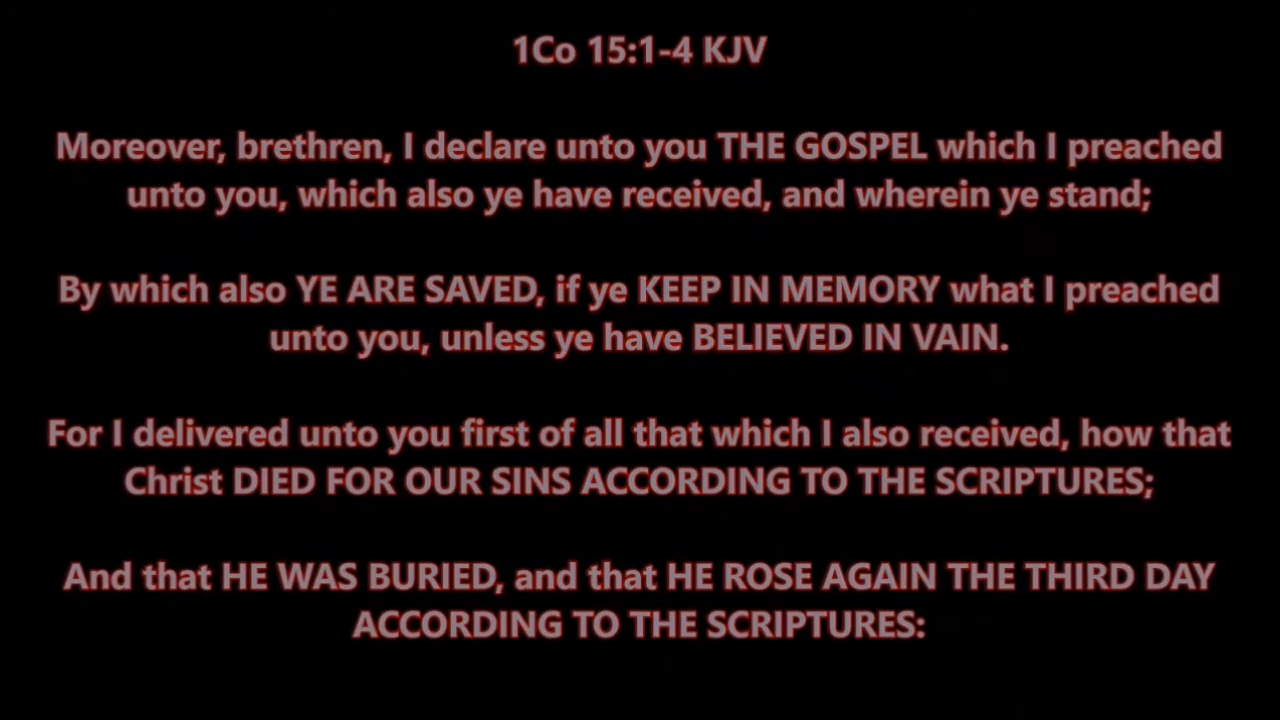 1Co 15:1-4 KJV
Moreover, brethren, I declare unto you THE GOSPEL which I preached
unto you, which also ye have received, and wherein ye stand;
By which also YE ARE SAVED, if ye KEEP IN MEMORY what I preached
unto you, unless ye have BELIEVED IN VAIN.
For I delivered unto you first of all that which I also received, how that
Christ DIED FOR OUR SINS ACCORDING TO THE SCRIPTURES;
And that HE WAS BURIED, and that HE ROSE AGAIN THE THIRD DAY
ACCORDING TO THE SCRIPTURES: